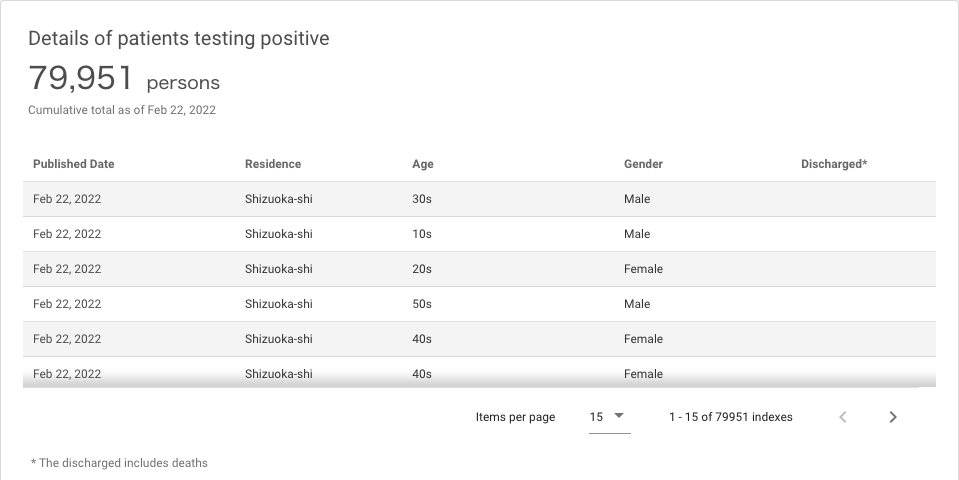 Details of patients testing positive
79,951 persons
Cumulative total as of Feb 22, 2022
Published Date Residence Age Gender Discharged*
Feb 22, 2022 Shizuoka-shi 30s Male
Feb 22, 2022 Shizuoka-shi 10s Male
Feb 22, 2022 Shizuoka-shi 20s Female
Feb 22, 2022 Shizuoka-shi 50s Male
Feb 22, 2022 Shizuoka-shi 40s Female
Feb 22, 2022 Shizuoka-shi 40s Female
Items per page 15 1 - 15 of 79951 indexes
* The discharged includes deaths